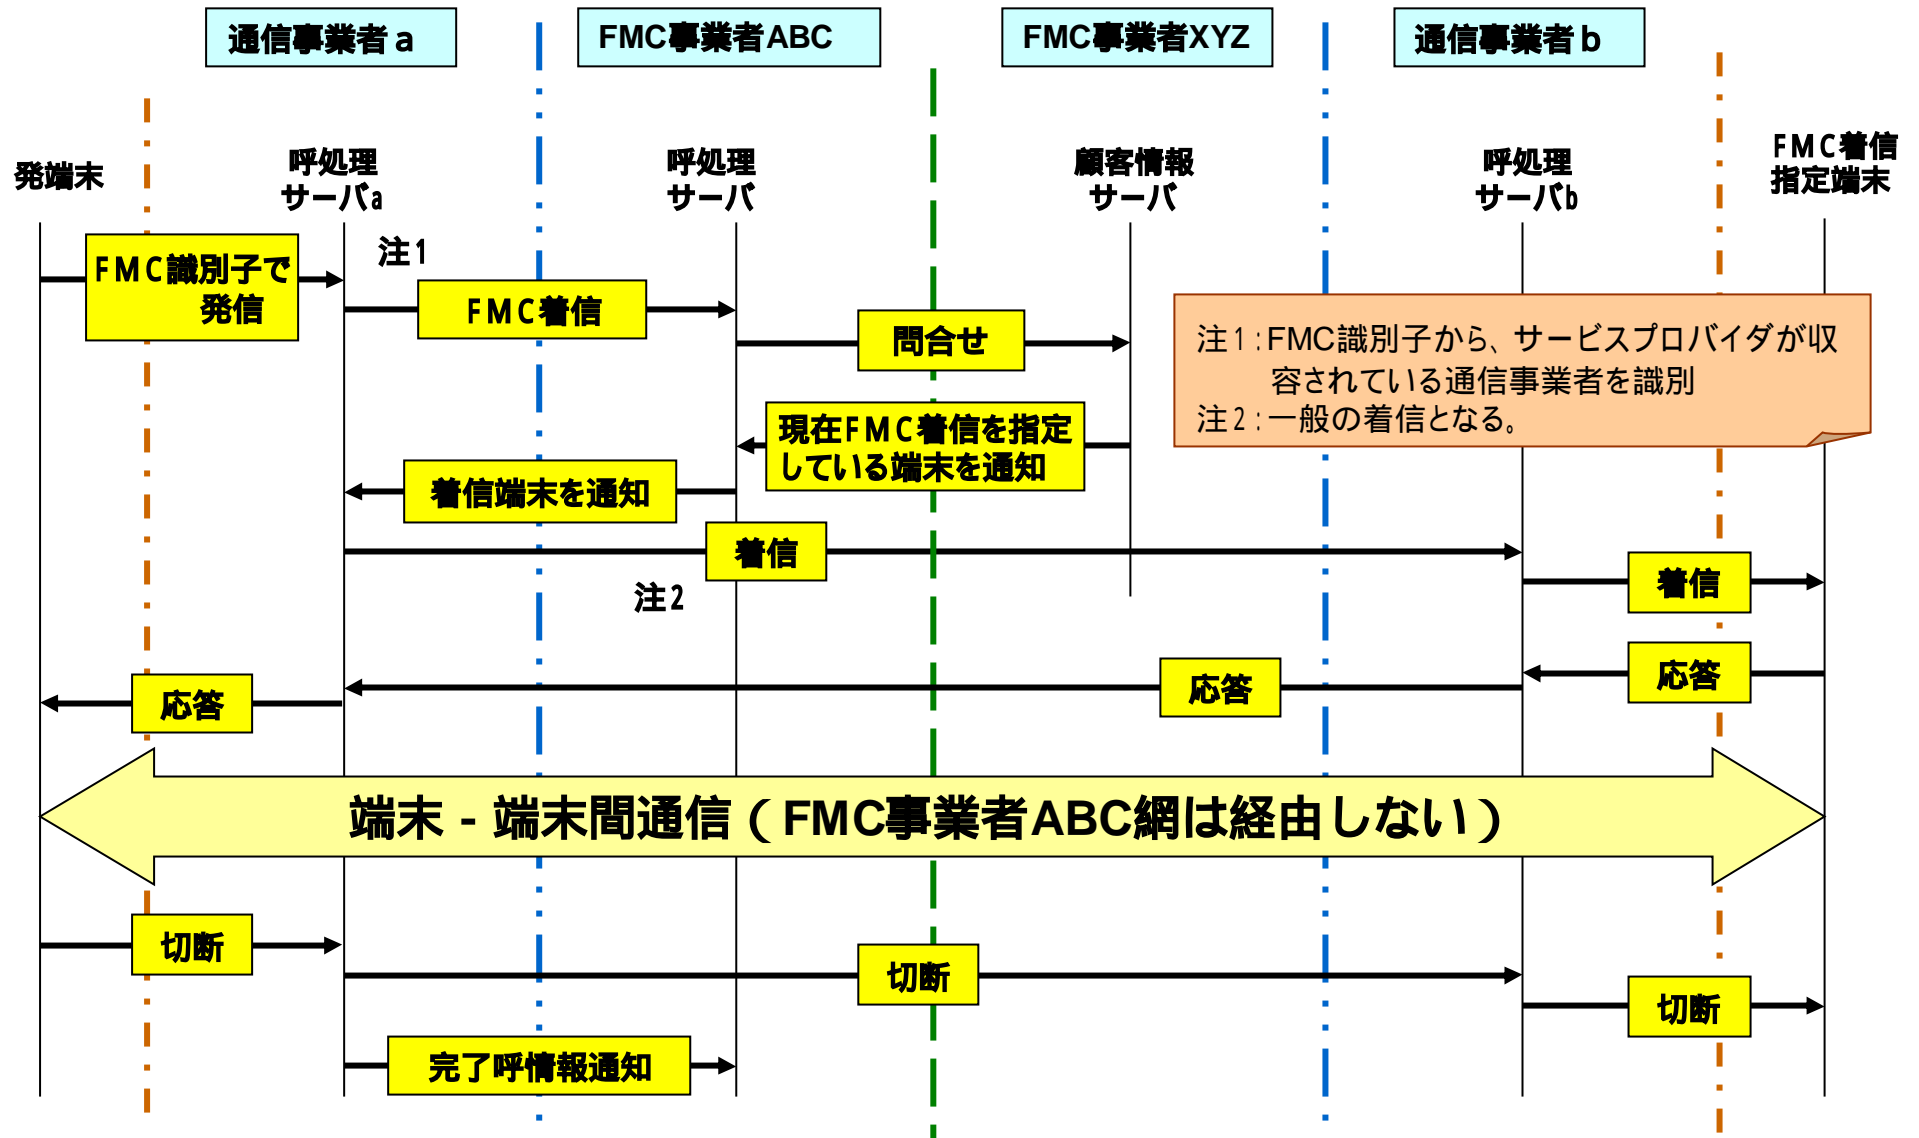 通信事業者ａ
FMC事業者ABC
FMC事業者XYZ
通信事業者ｂ
発端末
呼処理
サーバa
呼処理
サーバ
顧客情報
サーバ
呼処理
サーバb
FMC着信
指定端末
FMC識別子で
発信
注1
FMC着信
問合せ
注1：FMC識別子から、サービスプロバイダが収
容されている通信事業者を識別
注2：一般の着信となる。
現在FMC着信を指定
している端末を通知
着信端末を通知
着信
注2
着信
応答
応答
応答
端末 - 端末間通信（FMC事業者ABC網は経由しない）
切断
切断
切断
完了呼情報通知